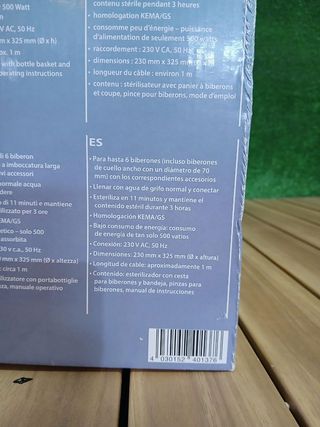 500 Watt
V AC, 50 Hz
mm x 325 mm (Ø x h)
ox. 1 m
with bottle basket and
erating instructions
contenu stérile pendant 3 heures
• homologation KEMA/GS
• consomme peu d'énergie – puissance
d'alimentation de seulement 500 watts
• raccordement : 230 V CA, 50 Hz
• dimensions : 230 mm x 325 mm (Ø x h)
• longueur du câble : environ 1 m
• contenu : stérilisateur avec panier à biberons
et coupe, pince pour biberons, mode d'emploi
di 6 biberon
a imboccatura larga
vi accessori
normale acqua
dere
o di 11 minuti e mantiene
ilizzato per 3 ore
KEMA/GS
etico – solo 500
assorbita
30 v c.a., 50 Hz
mm x 325 mm (Ø x altezza)
: circa 1 m
ilizzatore con portabottiglie
nza, manuale operativo
ES
• Para hasta 6 biberones (incluso biberones
de cuello ancho con un diámetro de 70
mm) con los correspondientes accesorios
• Llenar con agua de grifo normal y conectar
• Esteriliza en 11 minutos y mantiene el
contenido estéril durante 3 horas
• Homologación KEMA/GS
• Bajo consumo de energía: consumo
de energía de tan solo 500 vatios
• Conexión: 230 V AC, 50 Hz
• Dimensiones: 230 mm x 325 mm (Ø x altura)
• Longitud de cable: aproximadamente 1 m
• Contenido: esterilizador con cesta
para biberones y bandeja, pinzas para
biberones, manual de instrucciones
4 030152 401376